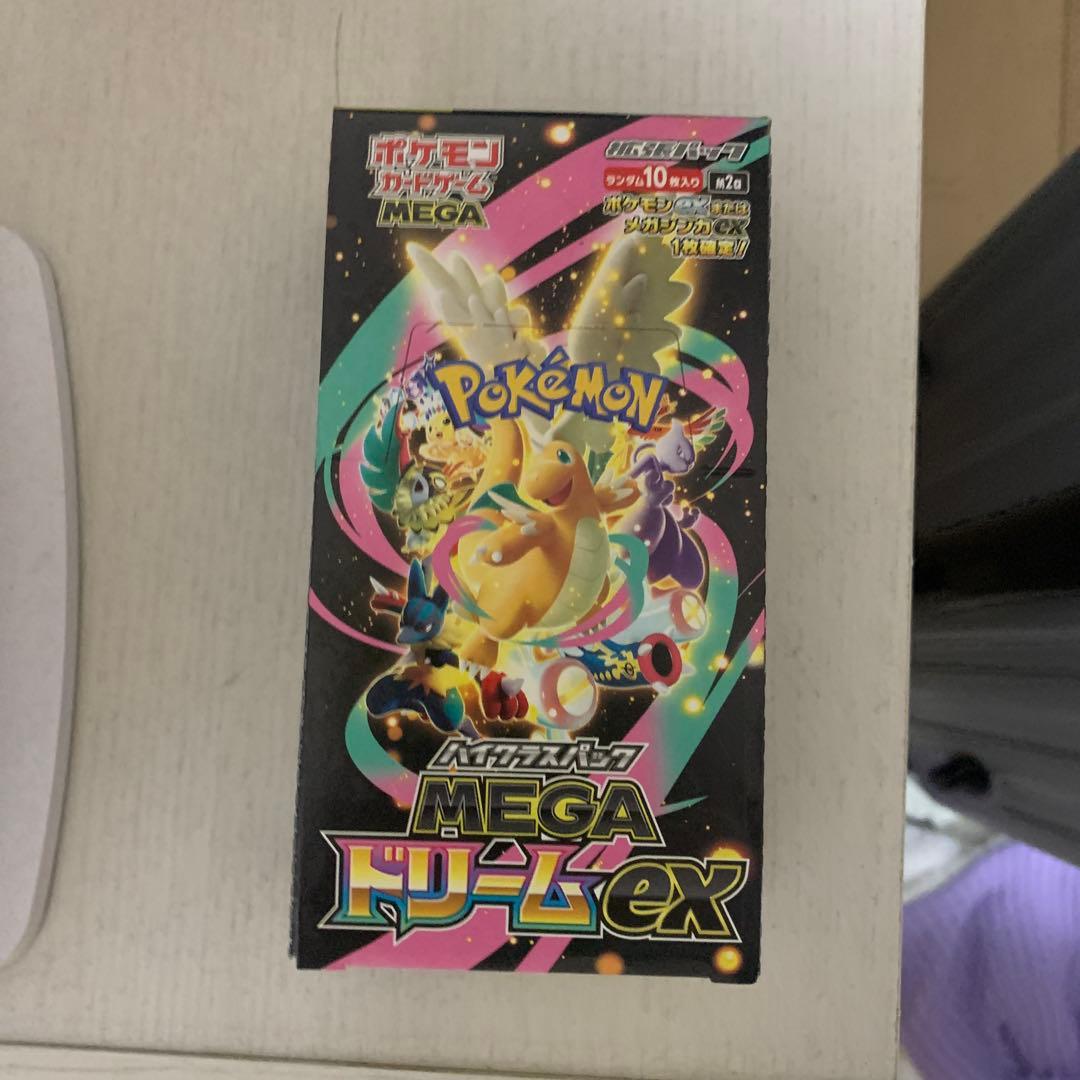 ポケモン
カードゲーム
MEGA
拡張パック
ランダム10枚入り M2a
ポケモンexまたは
メガシンカex
1枚確定!
POKéMON
ハイクラスパック
MEGA
ドリームex